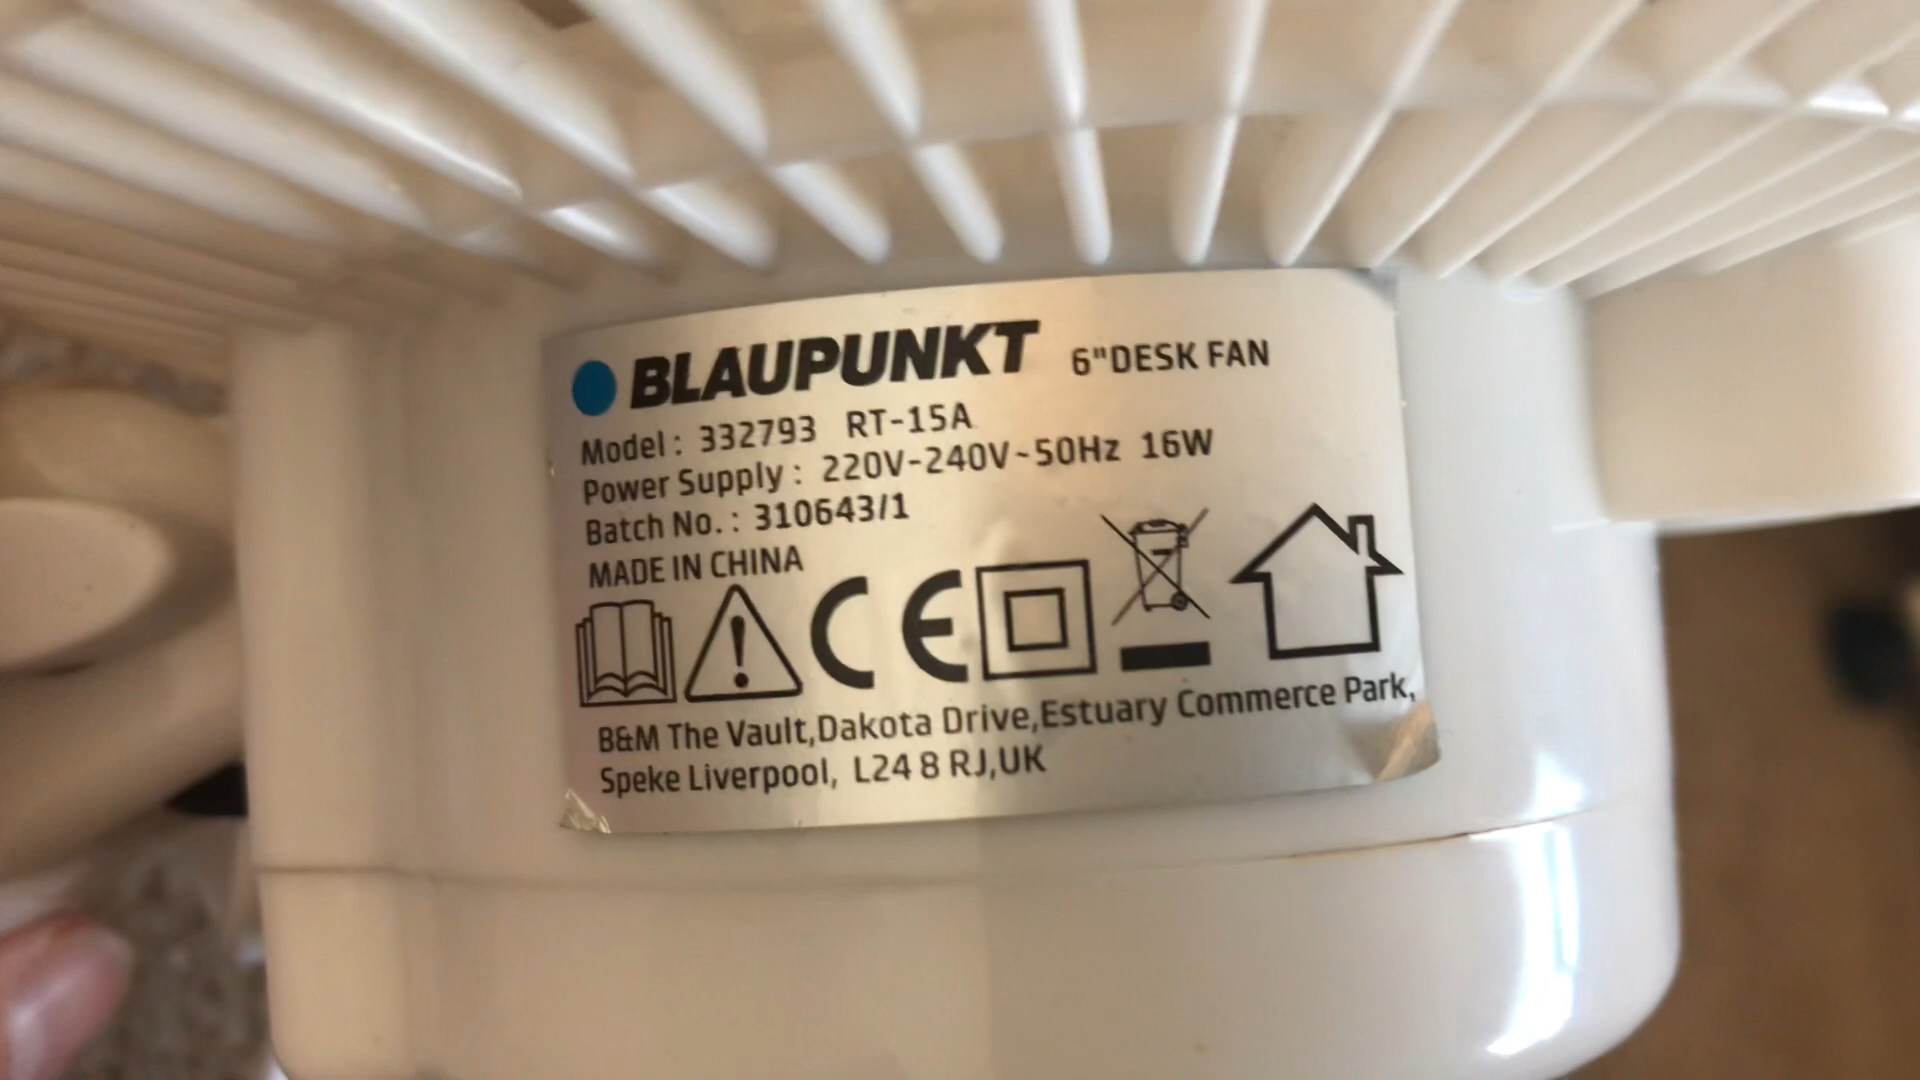 BLAUPUNKT 6"DESK FAN
Model : 332793 RT-15A
Power Supply : 220V-240V~50Hz 16W
Batch No. : 310643/1
MADE IN CHINA
CE
B&M The Vault,Dakota Drive,Estuary Commerce Park,
Speke Liverpool, L24 8 RJ,UK